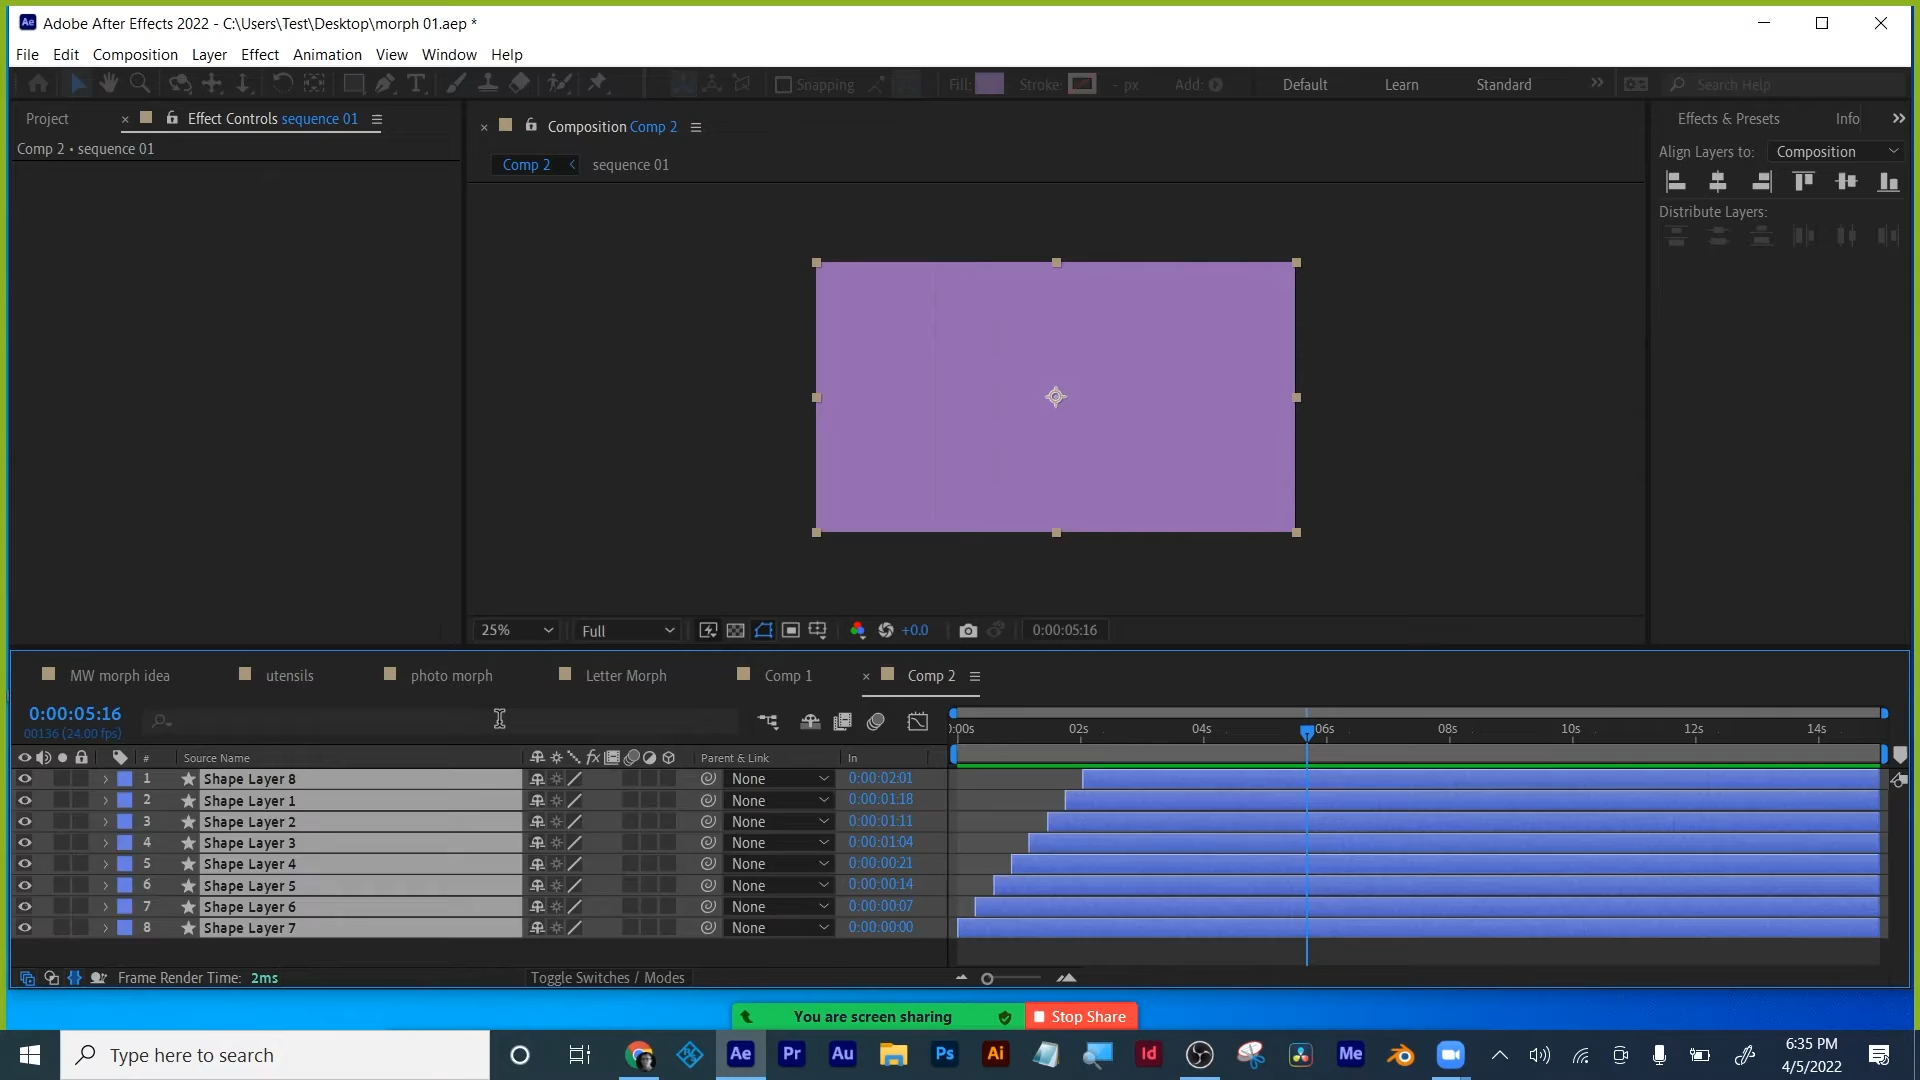 Adobe After Effects 2022 - C:\Users\Test\Desktop\morph 01.aep *
File Edit Composition Layer Effect Animation View Window Help
Snapping Fill: Stroke: - px Add: Default Learn Standard Search Help
Project Effect Controls sequence 01
Comp 2 • sequence 01
Composition Comp 2
Comp 2 sequence 01
Effects & Presets Info
Align Layers to: Composition
Distribute Layers:
25% Full +0.0 0:00:05:16
MW morph idea utensils photo morph Letter Morph Comp 1 Comp 2
0:00:05:16
00136 (24.00 fps)
:00s 02s 04s 06s 08s 10s 12s 14s
# Source Name fx Parent & Link In
1 Shape Layer 8 None 0:00:02:01
2 Shape Layer 1 None 0:00:01:18
3 Shape Layer 2 None 0:00:01:11
4 Shape Layer 3 None 0:00:01:04
5 Shape Layer 4 None 0:00:00:21
6 Shape Layer 5 None 0:00:00:14
7 Shape Layer 6 None 0:00:00:07
8 Shape Layer 7 None 0:00:00:00
Frame Render Time: 2ms Toggle Switches / Modes
You are screen sharing Stop Share
Type here to search Ae Pr Au Ps Ai Id Me 6:35 PM
4/5/2022